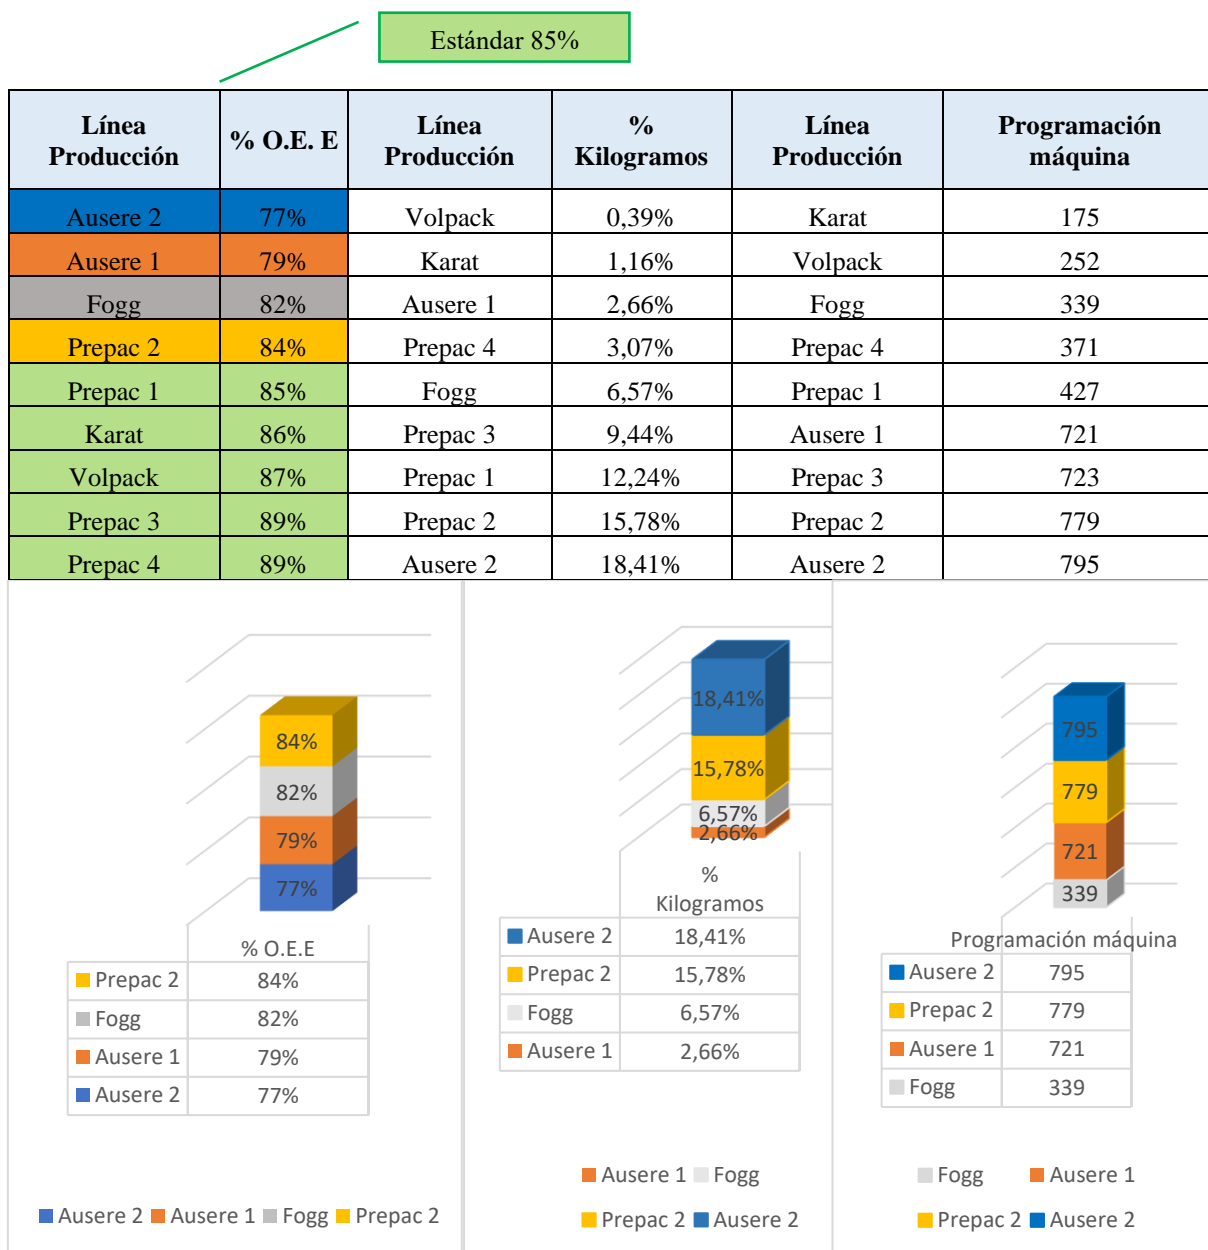 Estándar 85%
Línea Producción % O.E. E Línea Producción % Kilogramos Línea Producción Programación máquina
Ausere 2 77% Volpack 0,39% Karat 175
Ausere 1 79% Karat 1,16% Volpack 252
Fogg 82% Ausere 1 2,66% Fogg 339
Prepac 2 84% Prepac 4 3,07% Prepac 4 371
Prepac 1 85% Fogg 6,57% Prepac 1 427
Karat 86% Prepac 3 9,44% Ausere 1 721
Volpack 87% Prepac 1 12,24% Prepac 3 723
Prepac 3 89% Prepac 2 15,78% Prepac 2 779
Prepac 4 89% Ausere 2 18,41% Ausere 2 795
84%
82%
79%
77%
% O.E.E
Prepac 2 84%
Fogg 82%
Ausere 1 79%
Ausere 2 77%
Ausere 2 Ausere 1 Fogg Prepac 2
18,41%
15,78%
6,57%
2,66%
%
Kilogramos
Ausere 2 18,41%
Prepac 2 15,78%
Fogg 6,57%
Ausere 1 2,66%
Ausere 1 Fogg
Prepac 2 Ausere 2
795
779
721
339
Programación máquina
Ausere 2 795
Prepac 2 779
Ausere 1 721
Fogg 339
Fogg Ausere 1
Prepac 2 Ausere 2